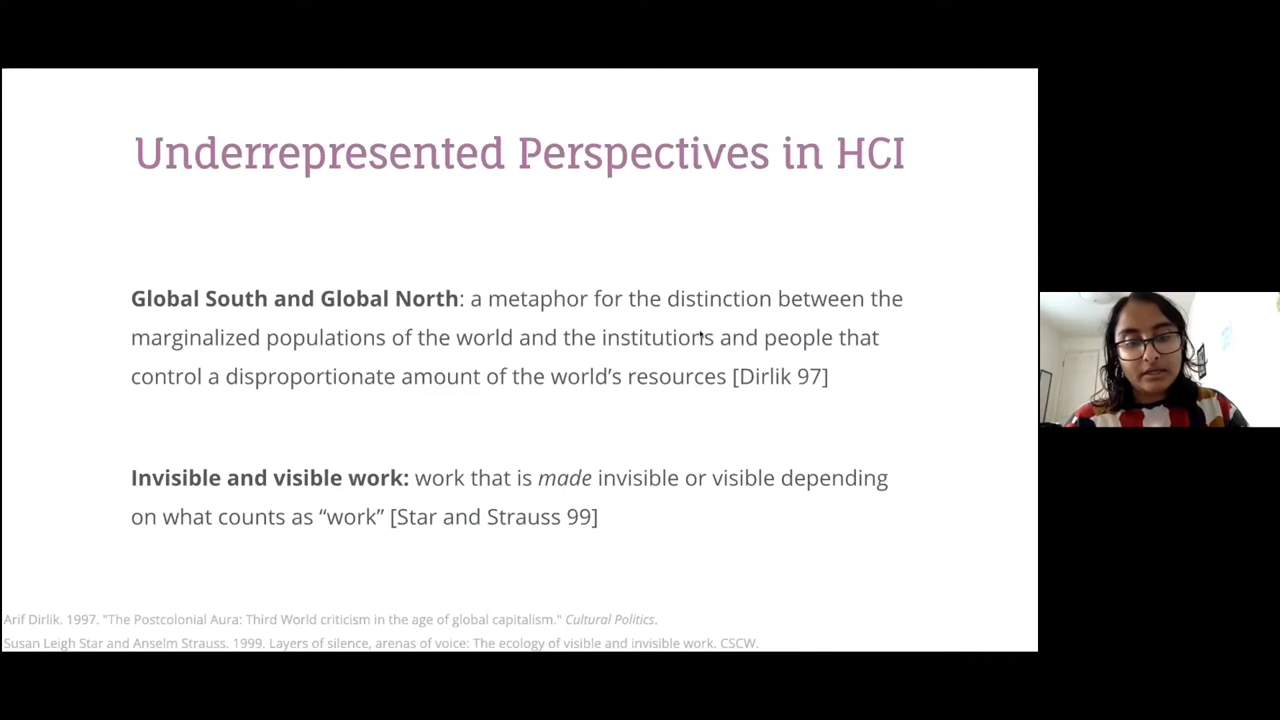 Underrepresented Perspectives in HCI
Global South and Global North: a metaphor for the distinction between the
marginalized populations of the world and the institutions and people that
control a disproportionate amount of the world’s resources [Dirlik 97]
Invisible and visible work: work that is made invisible or visible depending
on what counts as “work” [Star and Strauss 99]
Arif Dirlik. 1997. "The Postcolonial Aura: Third World criticism in the age of global capitalism." Cultural Politics.
Susan Leigh Star and Anselm Strauss. 1999. Layers of silence, arenas of voice: The ecology of visible and invisible work. CSCW.